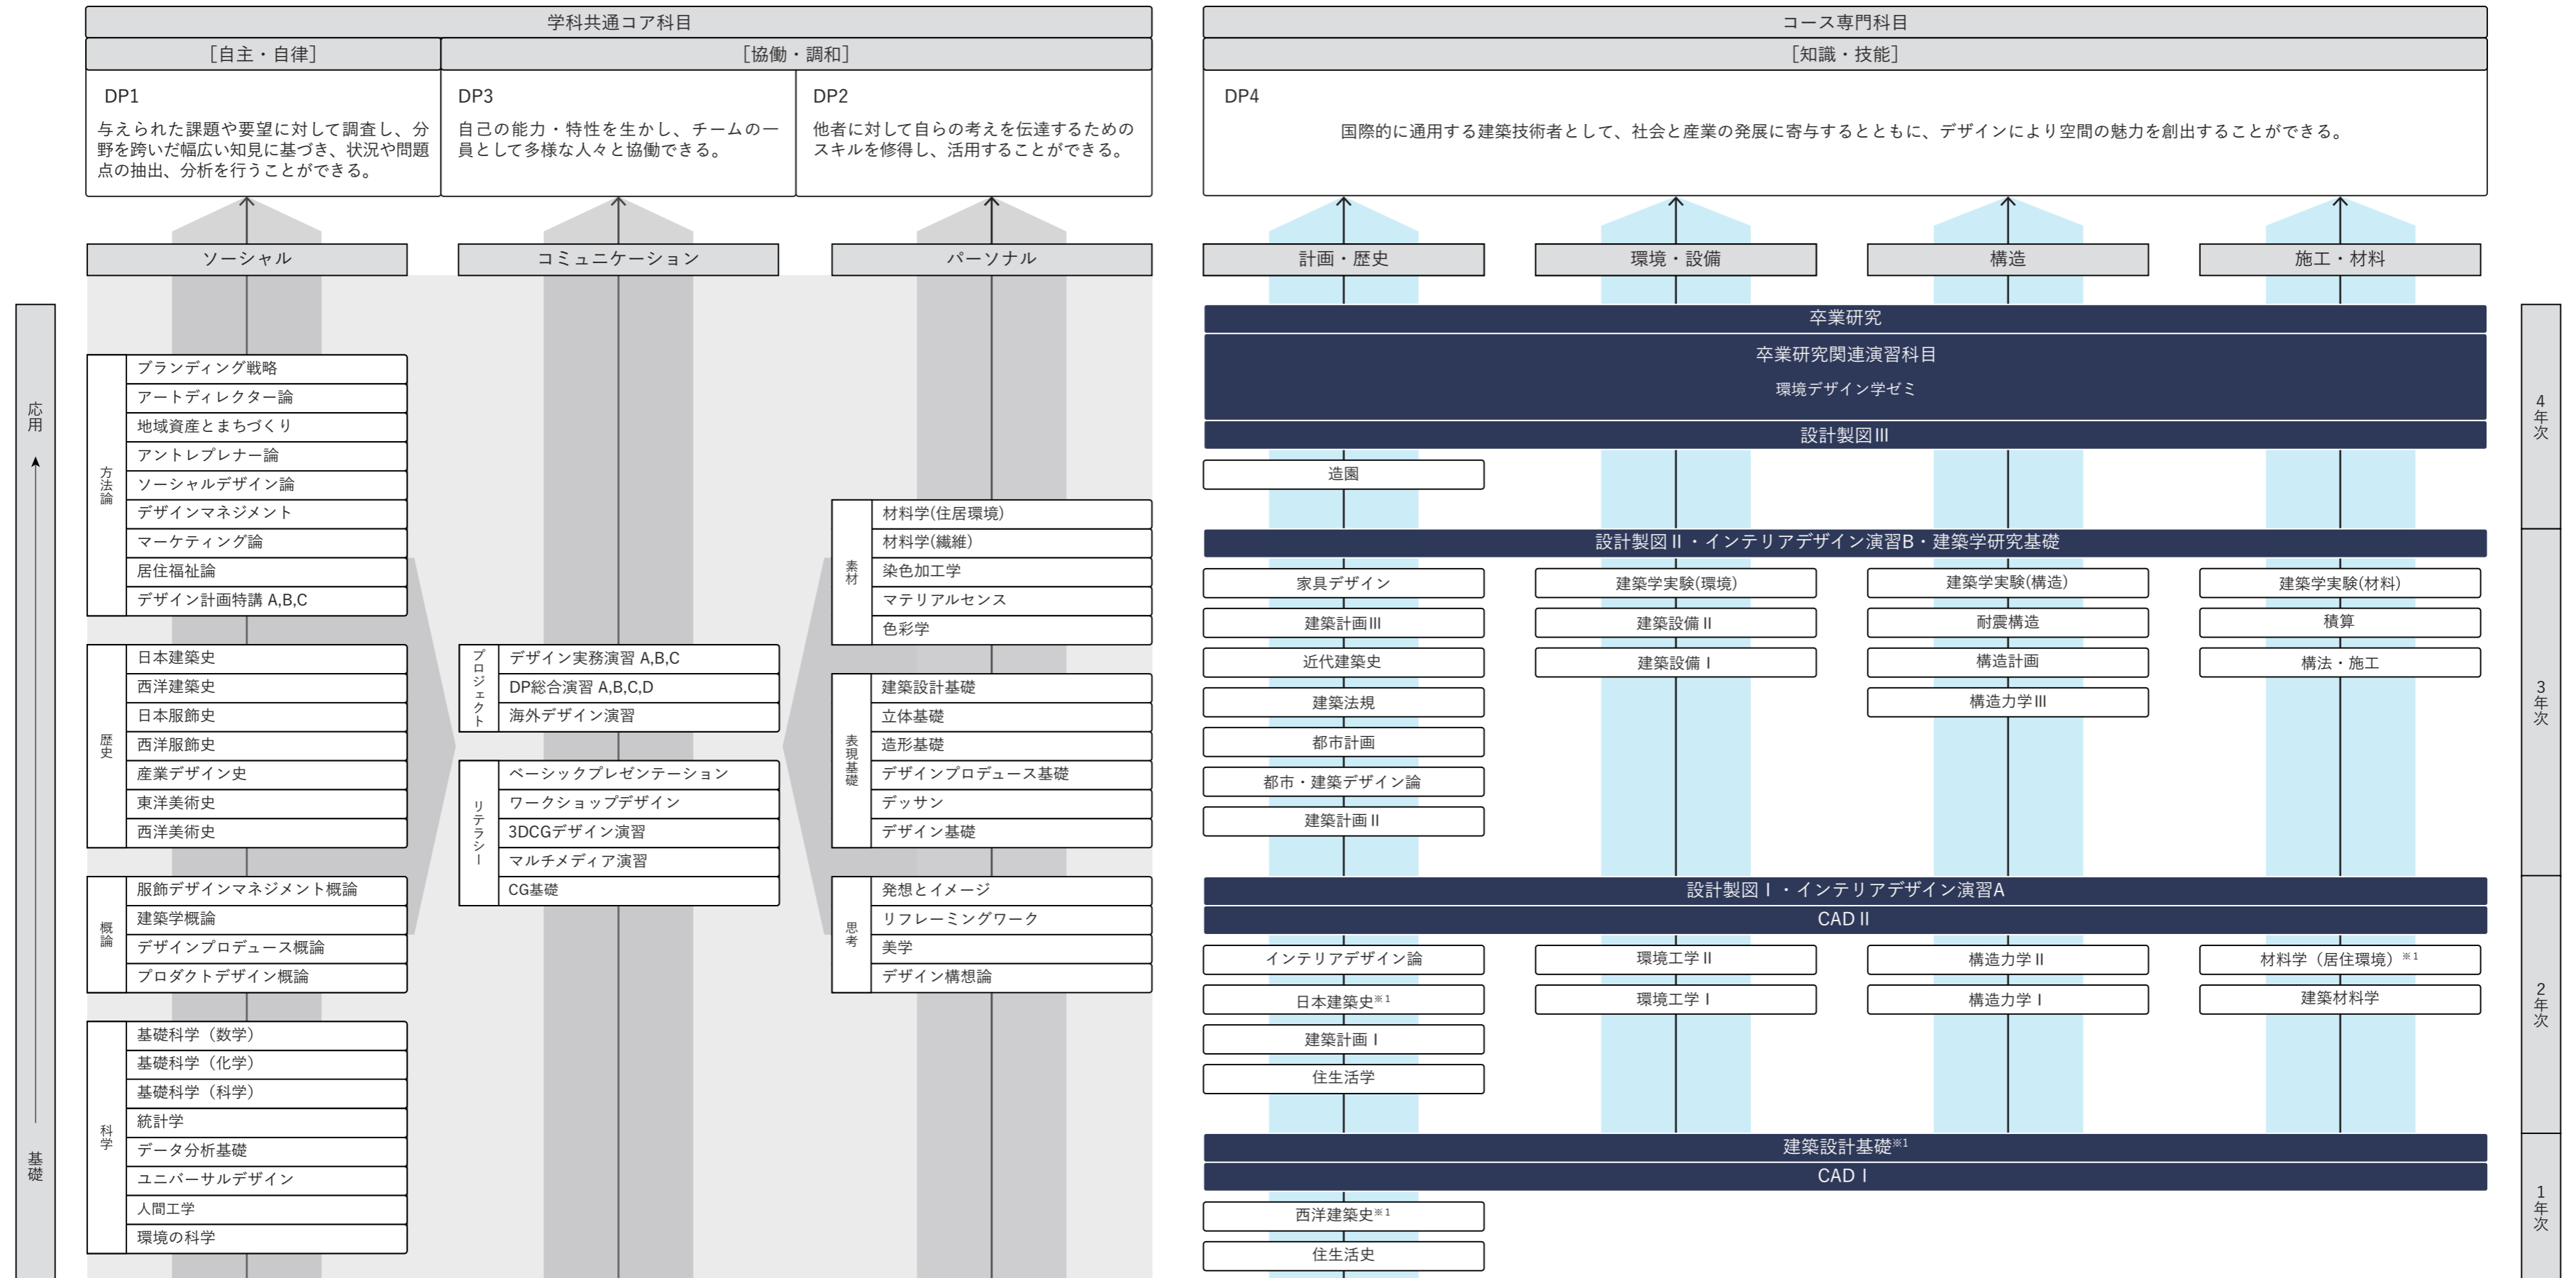 学科共通コア科目
[自主・自律]
[協働・調和]
DP1
与えられた課題や要望に対して調査し、分
野を跨いだ幅広い知見に基づき、状況や問題
点の抽出、分析を行うことができる。
DP3
自己の能力・特性を生かし、チームの一
員として多様な人々と協働できる。
DP2
他者に対して自らの考えを伝達するための
スキルを修得し、活用することができる。
コース専門科目
[知識・技能]
DP4
国際的に通用する建築技術者として、社会と産業の発展に寄与するとともに、デザインにより空間の魅力を創出することができる。
応用
基礎
ソーシャル
方法論
ブランディング戦略
アートディレクター論
地域資産とまちづくり
アントレプレナー論
ソーシャルデザイン論
デザインマネジメント
マーケティング論
居住福祉論
デザイン計画特講 A,B,C
歴史
日本建築史
西洋建築史
日本服飾史
西洋服飾史
産業デザイン史
東洋美術史
西洋美術史
概論
服飾デザインマネジメント概論
建築学概論
デザインプロデュース概論
プロダクトデザイン概論
科学
基礎科学（数学）
基礎科学（化学）
基礎科学（科学）
統計学
データ分析基礎
ユニバーサルデザイン
人間工学
環境の科学
コミュニケーション
プロジェクト
デザイン実務演習 A,B,C
DP総合演習 A,B,C,D
海外デザイン演習
リテラシー
ベーシックプレゼンテーション
ワークショップデザイン
3DCGデザイン演習
マルチメディア演習
CG基礎
パーソナル
素材
材料学(住居環境)
材料学(繊維)
染色加工学
マテリアルセンス
色彩学
表現基礎
建築設計基礎
立体基礎
造形基礎
デザインプロデュース基礎
デッサン
デザイン基礎
思考
発想とイメージ
リフレーミングワーク
美学
デザイン構想論
計画・歴史
環境・設備
構造
施工・材料
卒業研究
卒業研究関連演習科目
環境デザイン学ゼミ
設計製図Ⅲ
造園
4年次
設計製図Ⅱ・インテリアデザイン演習B・建築学研究基礎
家具デザイン
建築計画Ⅲ
近代建築史
建築法規
都市計画
都市・建築デザイン論
建築計画Ⅱ
建築学実験(環境)
建築設備Ⅱ
建築設備Ⅰ
建築学実験(構造)
耐震構造
構造計画
構造力学Ⅲ
建築学実験(材料)
積算
構法・施工
3年次
設計製図Ⅰ・インテリアデザイン演習A
CADⅡ
インテリアデザイン論
日本建築史※1
建築計画Ⅰ
住生活学
環境工学Ⅱ
環境工学Ⅰ
構造力学Ⅱ
構造力学Ⅰ
材料学（居住環境）※1
建築材料学
2年次
建築設計基礎※1
CADⅠ
西洋建築史※1
住生活史
1年次